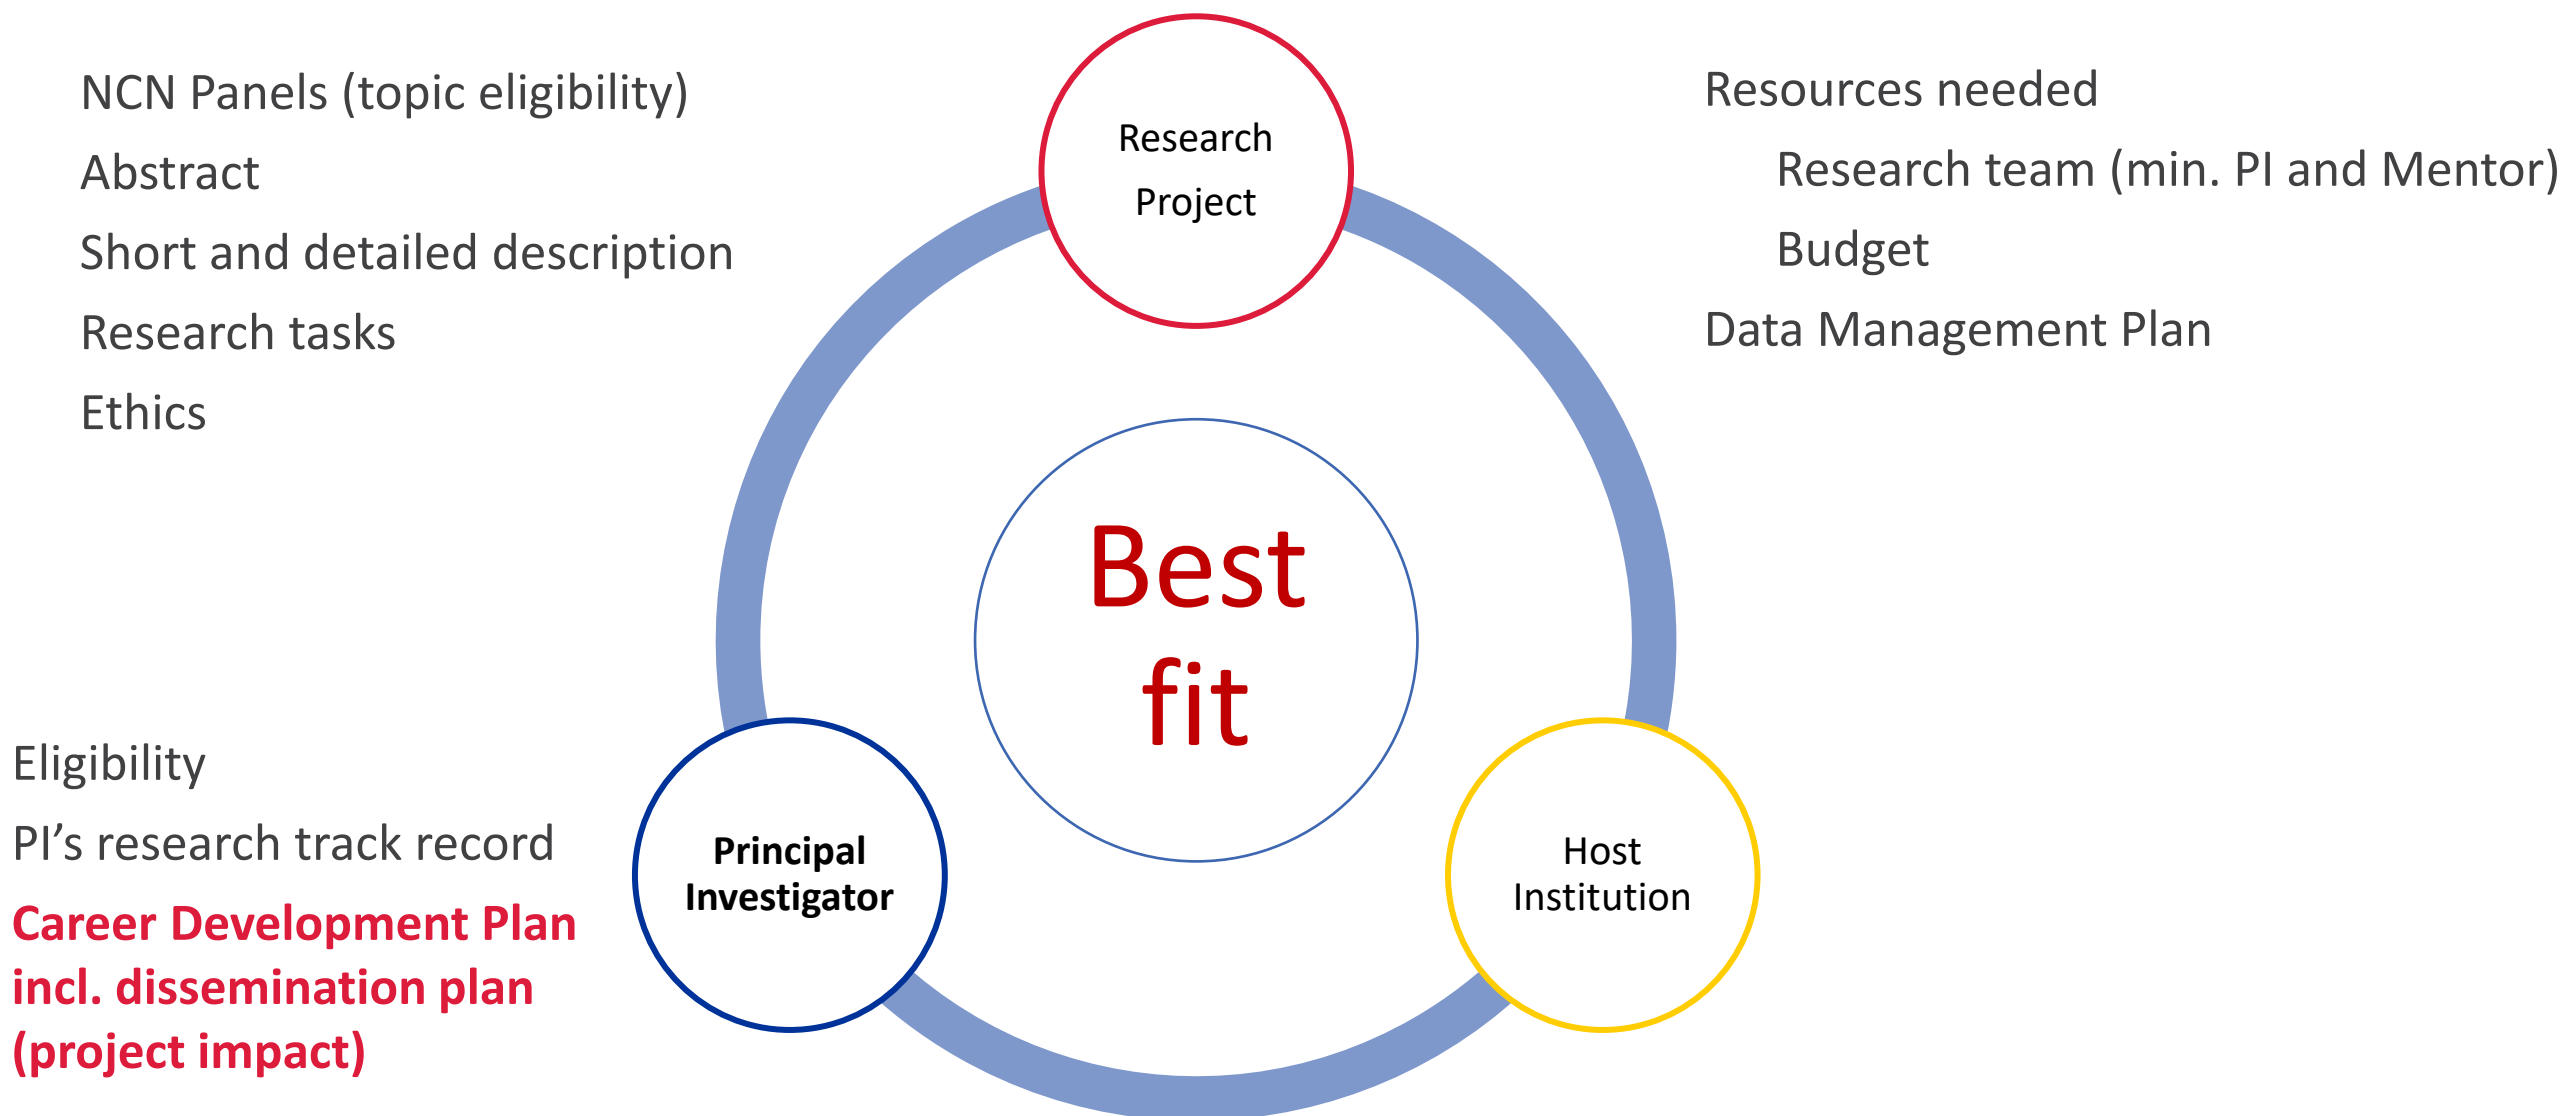 NCN Panels (topic eligibility)
Abstract
Short and detailed description
Research tasks
Ethics
Research
Project
Resources needed
Research team (min. PI and Mentor)
Budget
Data Management Plan
Best
fit
Eligibility
PI’s research track record
Career Development Plan
incl. dissemination plan
(project impact)
Principal
Investigator
Host
Institution